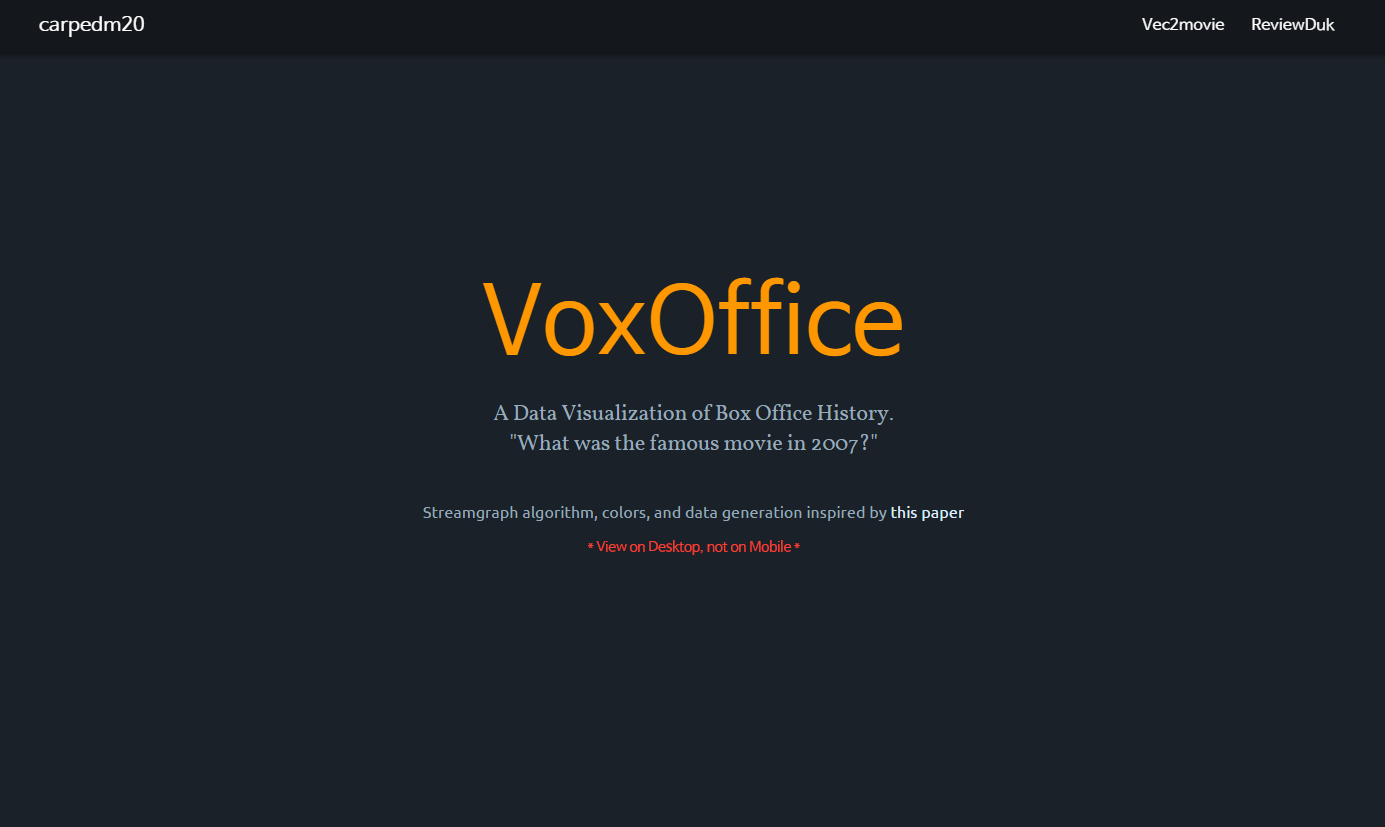 carpedm20
Vec2movie
ReviewDuk
VoxOffice
A Data Visualization of Box Office History.
"What was the famous movie in 2007?"
Streamgraph algorithm, colors, and data generation inspired by this paper
* View on Desktop, not on Mobile *